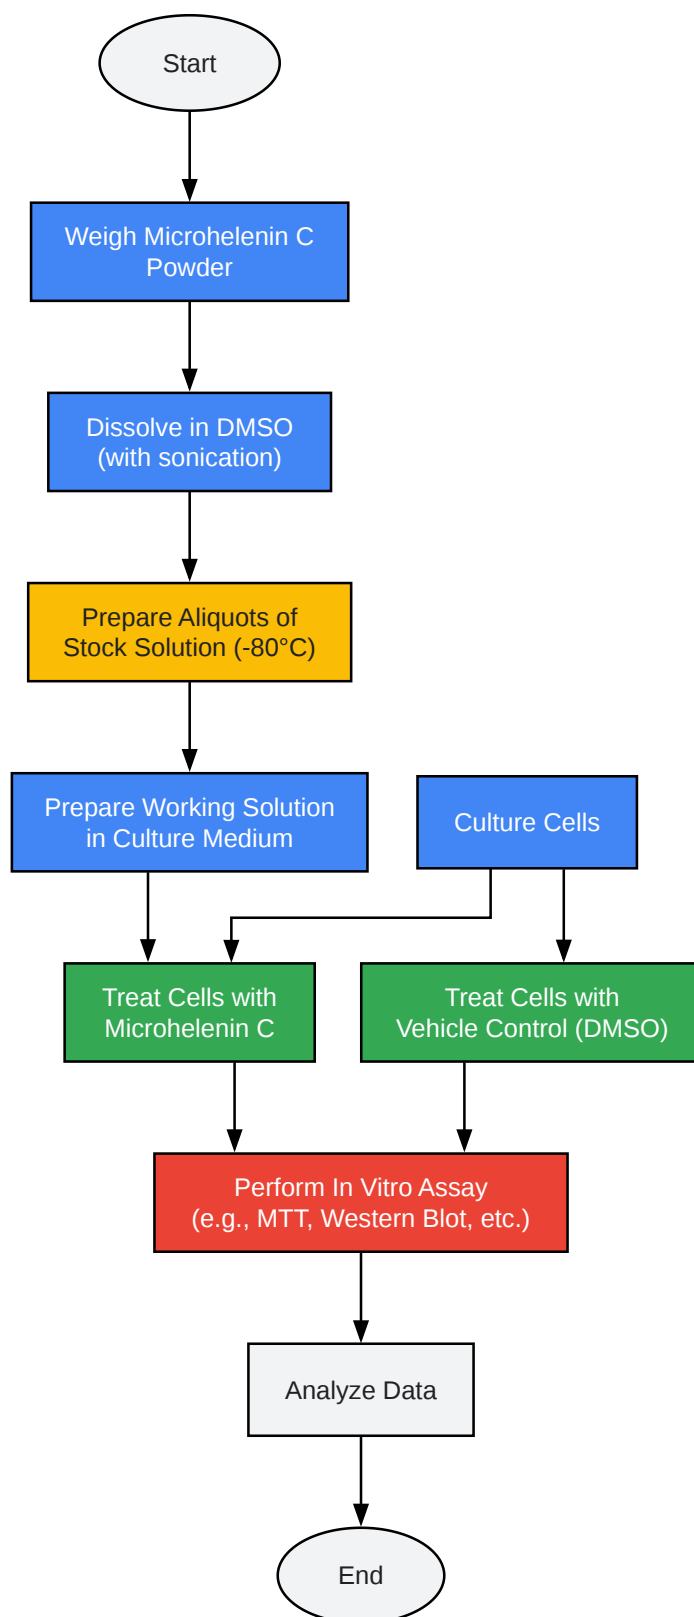 Start
Weigh Microhelenin C
Powder
Dissolve in DMSO
(with sonication)
Prepare Aliquots of
Stock Solution (-80°C)
Prepare Working Solution
in Culture Medium
Culture Cells
Treat Cells with
Microhelenin C
Treat Cells with
Vehicle Control (DMSO)
Perform In Vitro Assay
(e.g., MTT, Western Blot, etc.)
Analyze Data
End